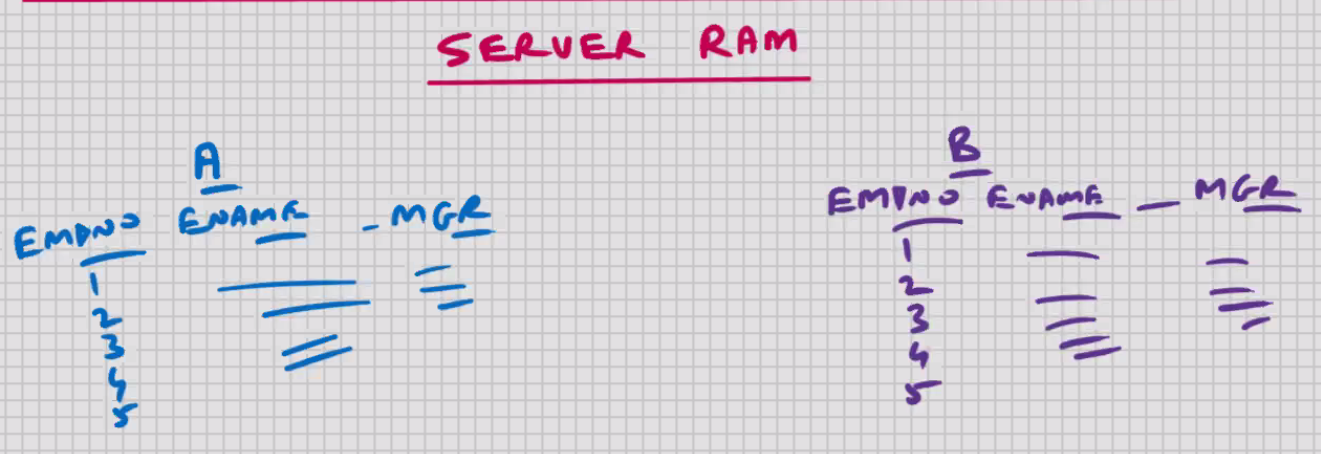 SERVER RAM
A
EMPNO ENAME - MGR
1
2
3
4
5
B
EMPNO ENAME - MGR
1
2
3
4
5